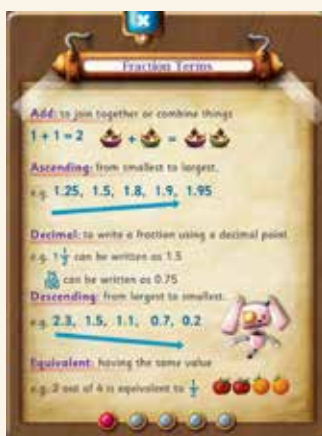 Fraction Terms
Add: to join together or combine things
1 + 1 = 2 + =
Ascending: from smallest to largest.
e.g. 1.25, 1.5, 1.8, 1.9, 1.95
Decimal: to write a fraction using a decimal point
e.g. 1 1/2 can be written as 1.5
can be written as 0.75
Descending: from largest to smallest.
e.g. 2.3, 1.5, 1.1, 0.7, 0.2
Equivalent: having the same value
e.g. 2 out of 4 is equivalent to 1/2